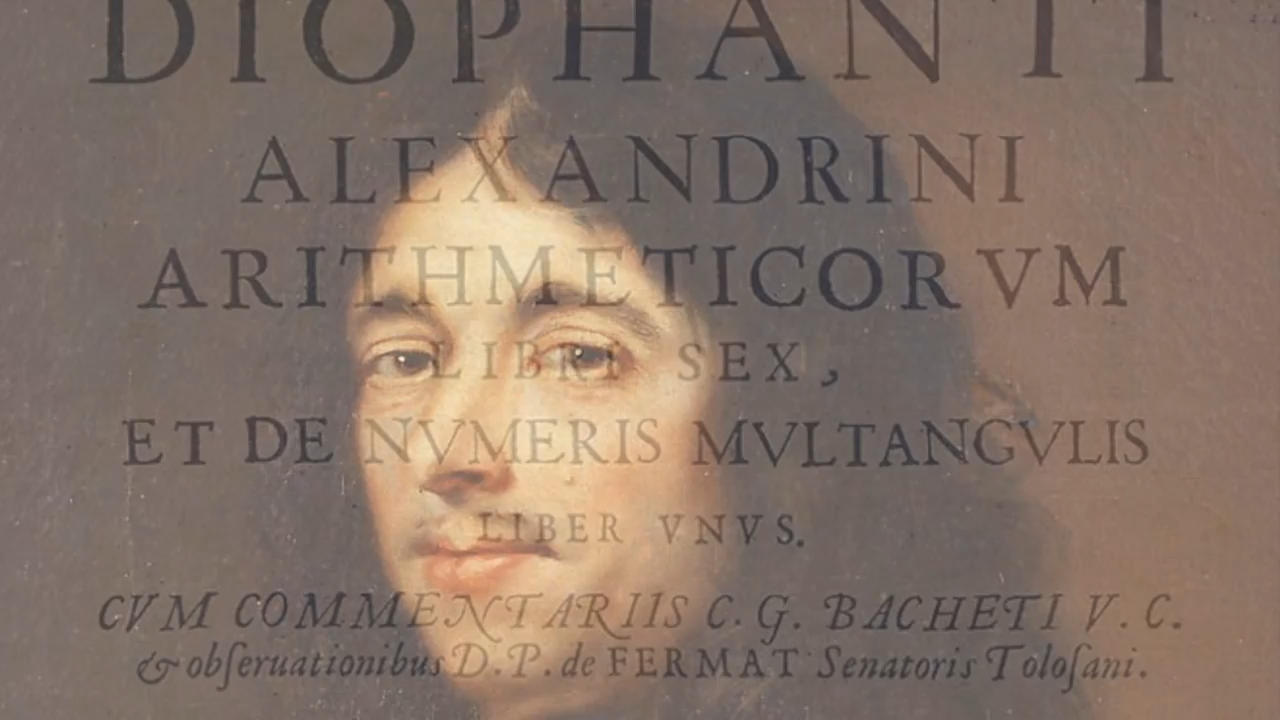 DIOPHANTI
ALEXANDRINI
ARITHMETICORVM
LIBRI SEX,
ET DE NVMERIS MVLTANGVLIS
LIBER VNVS.
CVM COMMENTARIIS C. G. BACHETI V. C.
& obſeruationibus D. P. de FERMAT Senatoris Toloſani.